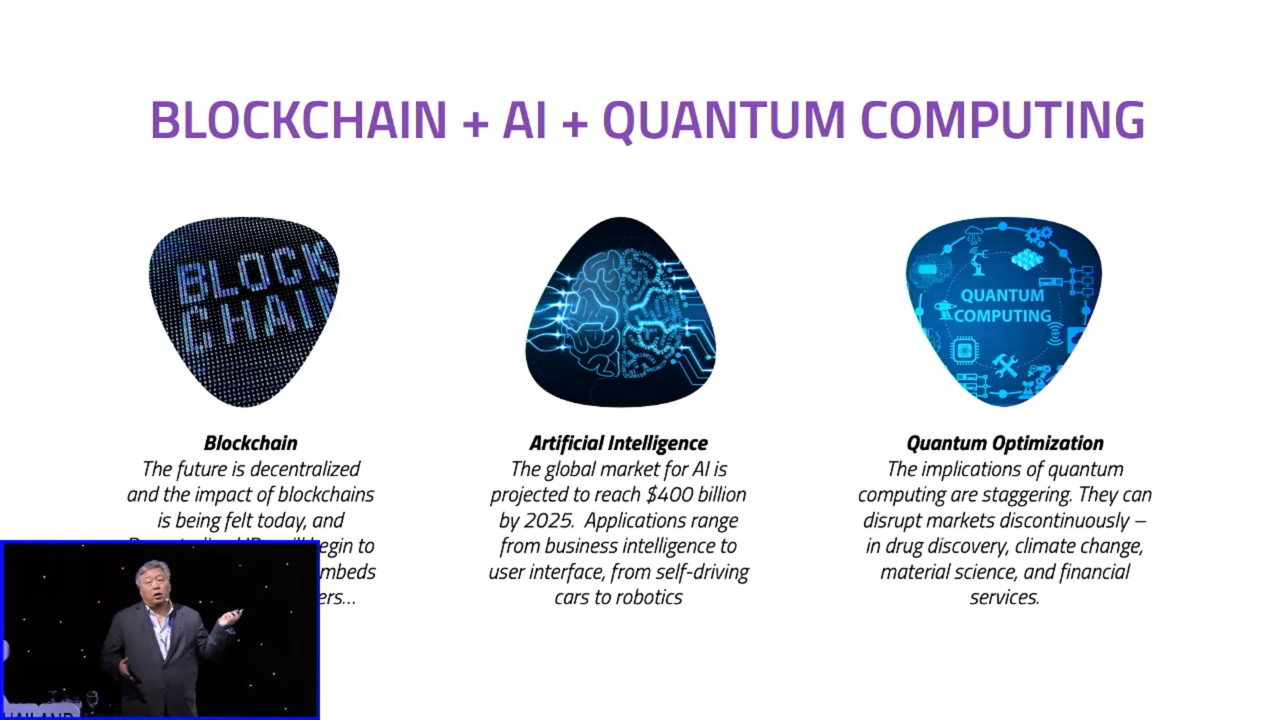 BLOCKCHAIN + AI + QUANTUM COMPUTING
BLOCK
CHAIN
QUANTUM
COMPUTING
Blockchain
The future is decentralized
and the impact of blockchains
is being felt today, and
begin to
ers...
Artificial Intelligence
The global market for AI is
projected to reach $400 billion
by 2025. Applications range
from business intelligence to
user interface, from self-driving
cars to robotics
Quantum Optimization
The implications of quantum
computing are staggering. They can
disrupt markets discontinuously –
in drug discovery, climate change,
material science, and financial
services.